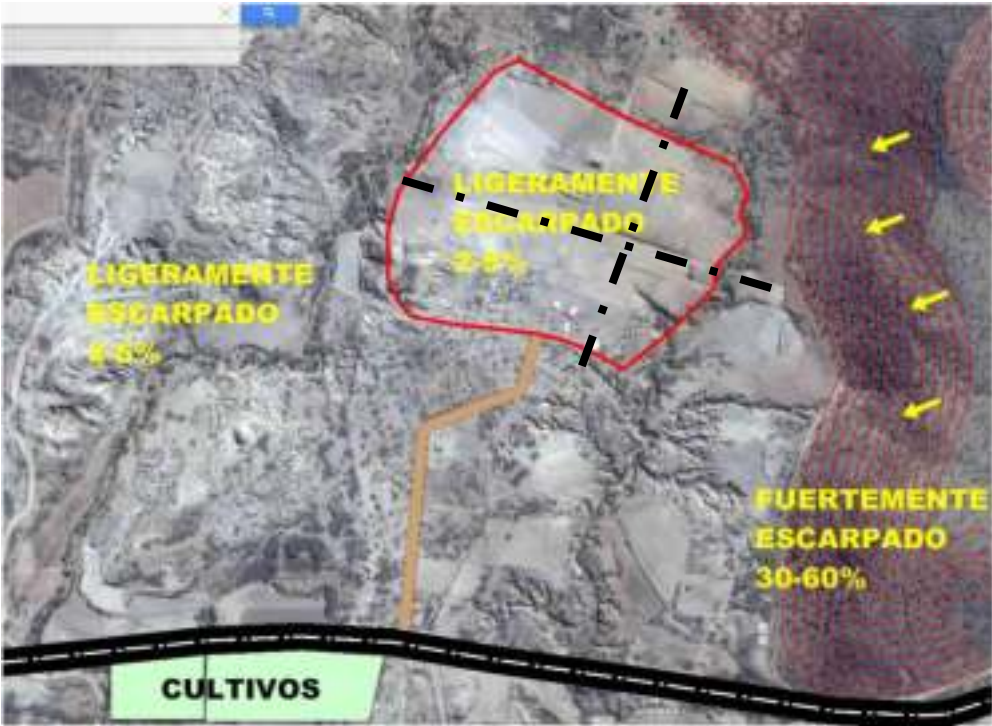 LIGERAMENTE
ESCARPADO
LIGERAMENTE
ESCARPADO
FUERTEMENTE
ESCARPADO
30-60%
CULTIVOS